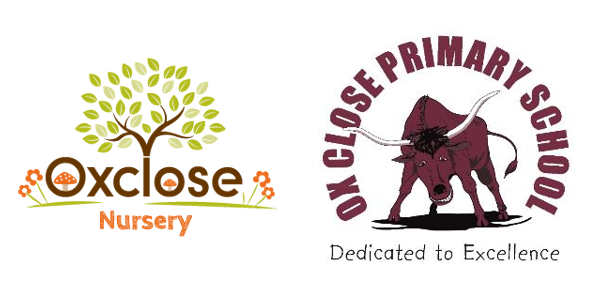 Oxclose
Nursery
OX CLOSE PRIMARY SCHOOL
Dedicated to Excellence